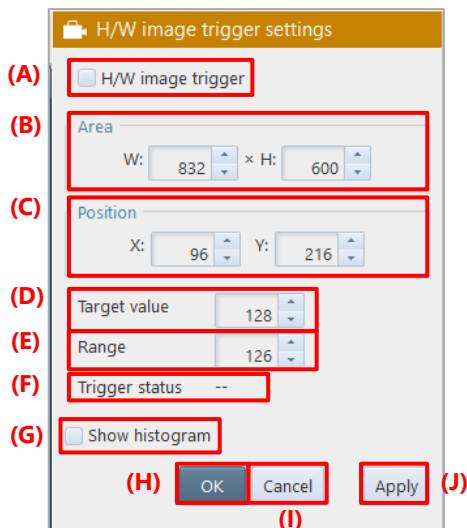 H/W image trigger settings
(A) H/W image trigger
(B) Area
W: 832 × H: 600
(C) Position
X: 96 Y: 216
(D) Target value 128
(E) Range 126
(F) Trigger status --
(G) Show histogram
(H) OK Cancel Apply (J)
(I)